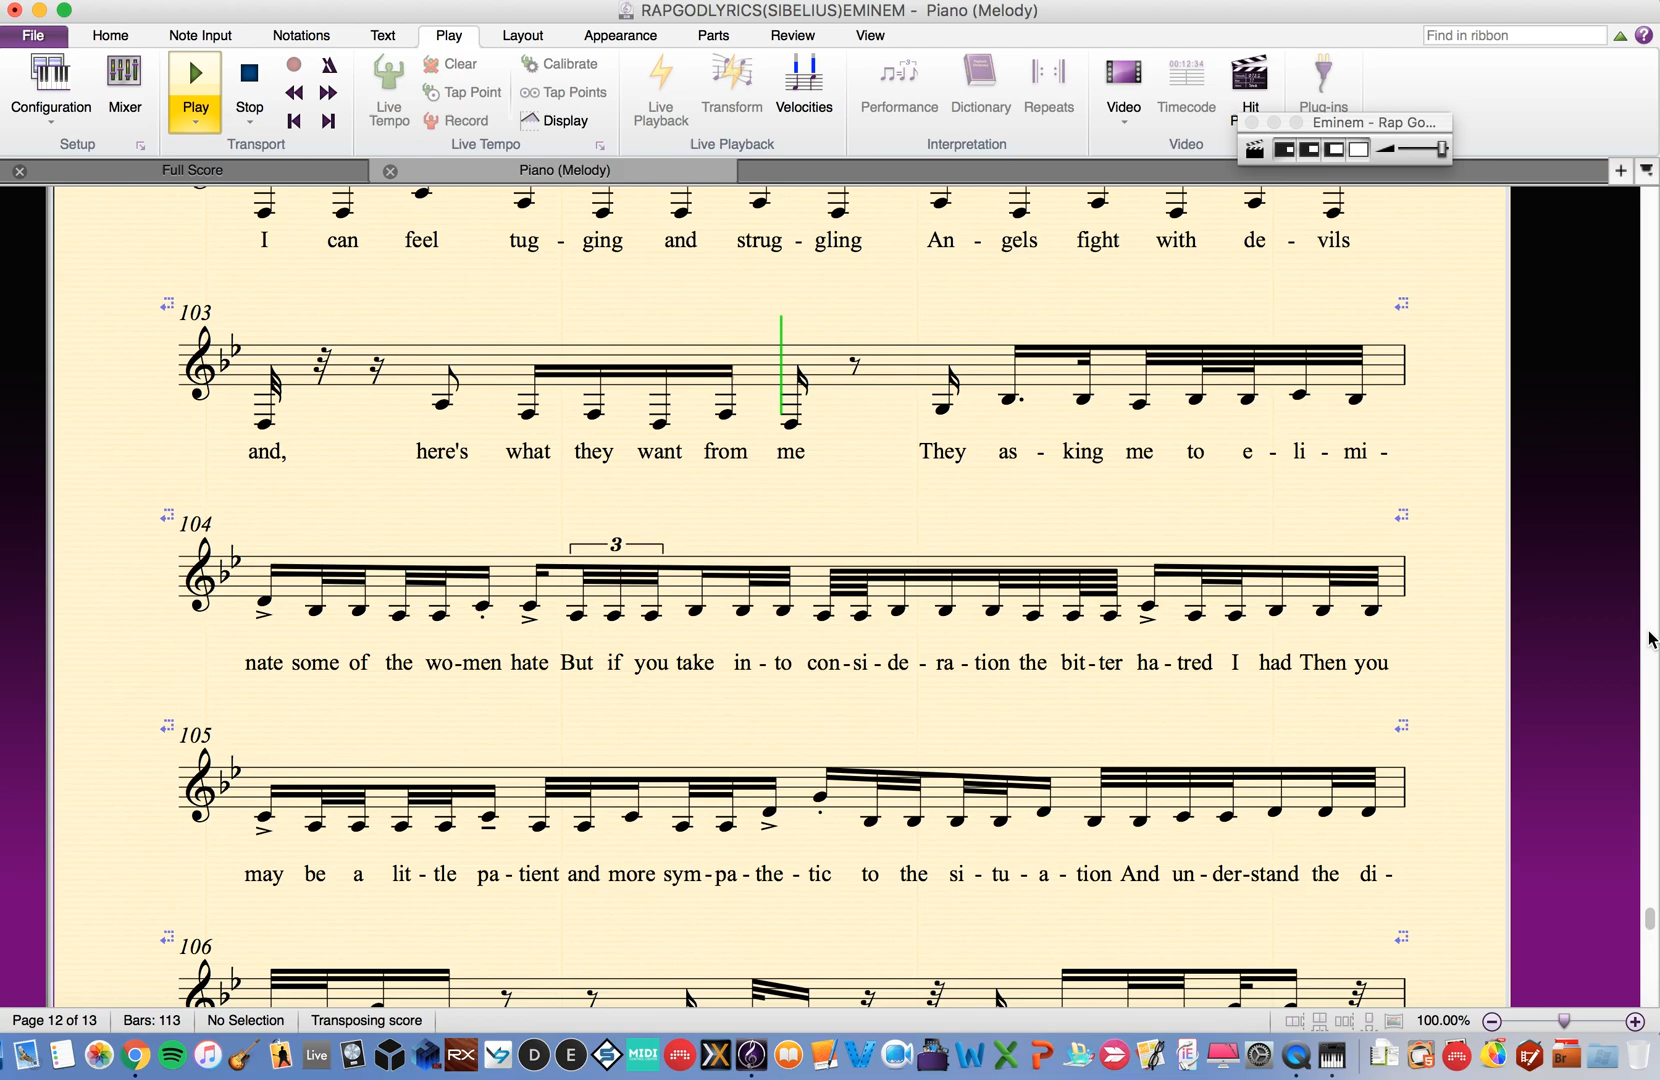 RAPGODLYRICS(SIBELIUS)EMINEM - Piano (Melody)
File Home Note Input Notations Text Play Layout Appearance Parts Review View Find in ribbon ?
Configuration Mixer Play Stop Live Tempo Clear Tap Point Record Calibrate Tap Points Display Live Playback Transform Velocities Performance Dictionary Repeats Video Timecode Hit Plug-ins
00:12:34
Eminem - Rap Go...
Setup Transport Live Tempo Live Playback Interpretation Video
Full Score Piano (Melody)
I can feel tug - ging and strug - gling An - gels fight with de - vils
103
and, here's what they want from me They as - king me to e - li - mi -
104
3
nate some of the wo-men hate But if you take in - to con-si - de - ra - tion the bit-ter ha - tred I had Then you
105
may be a lit - tle pa - tient and more sym-pa - the - tic to the si - tu - a - tion And un - der-stand the di -
106
Page 12 of 13 Bars: 113 No Selection Transposing score 100.00%
Live RX D E MIDI Br